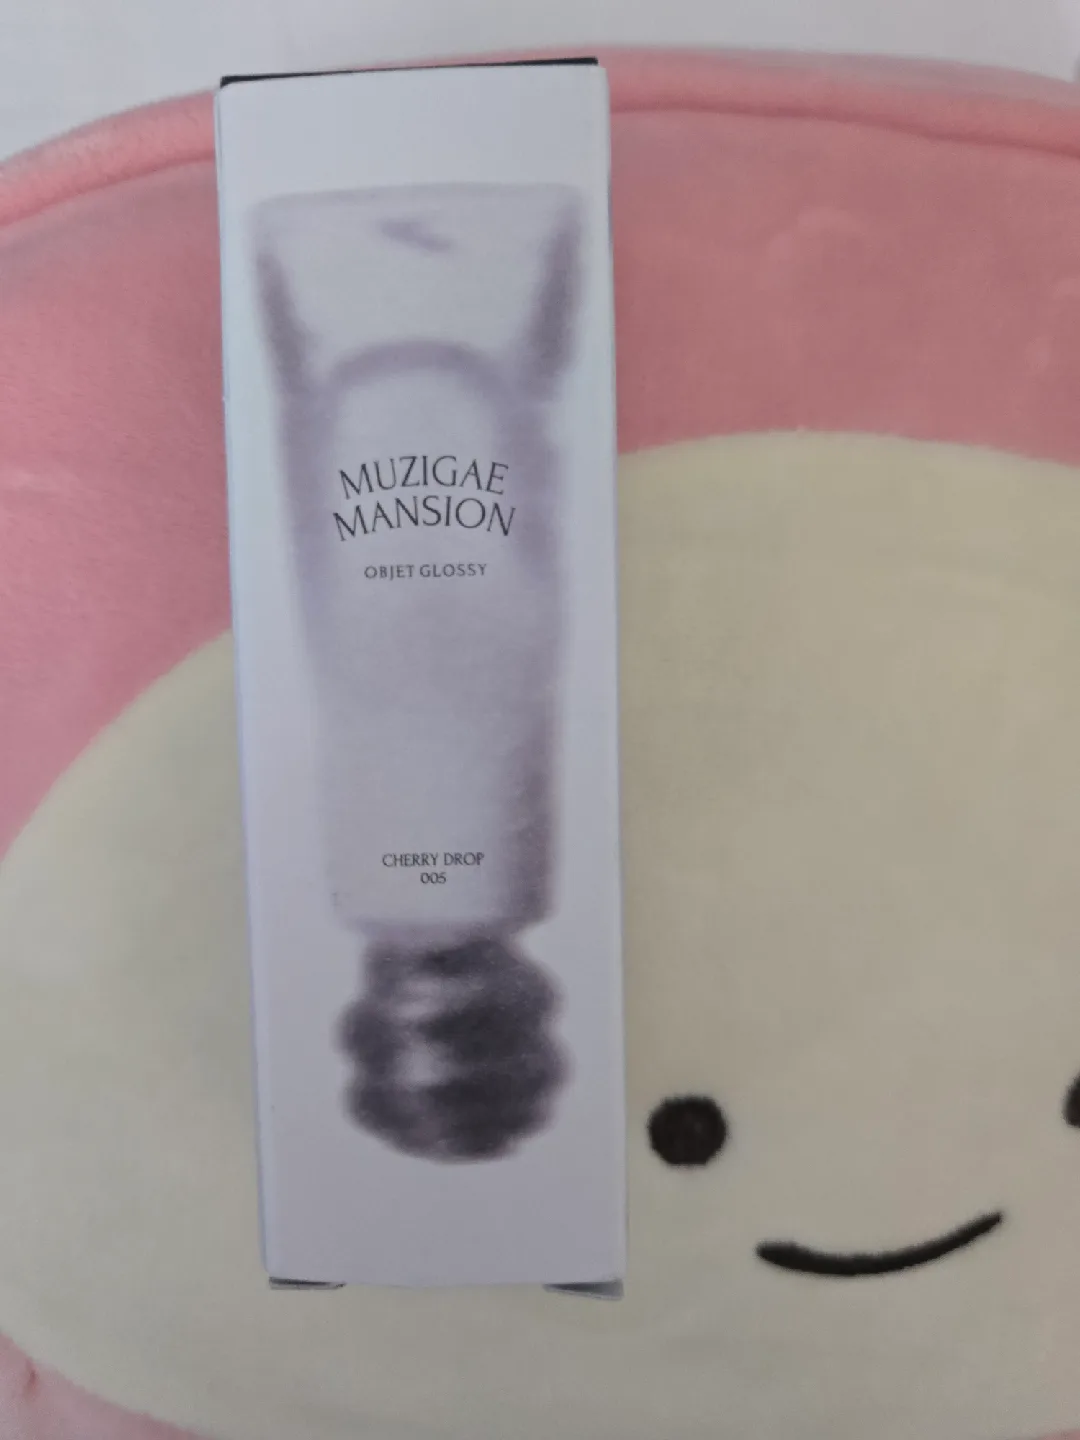 MUZIGAE
MANSION
OBJET GLOSSY
CHERRY DROP
005